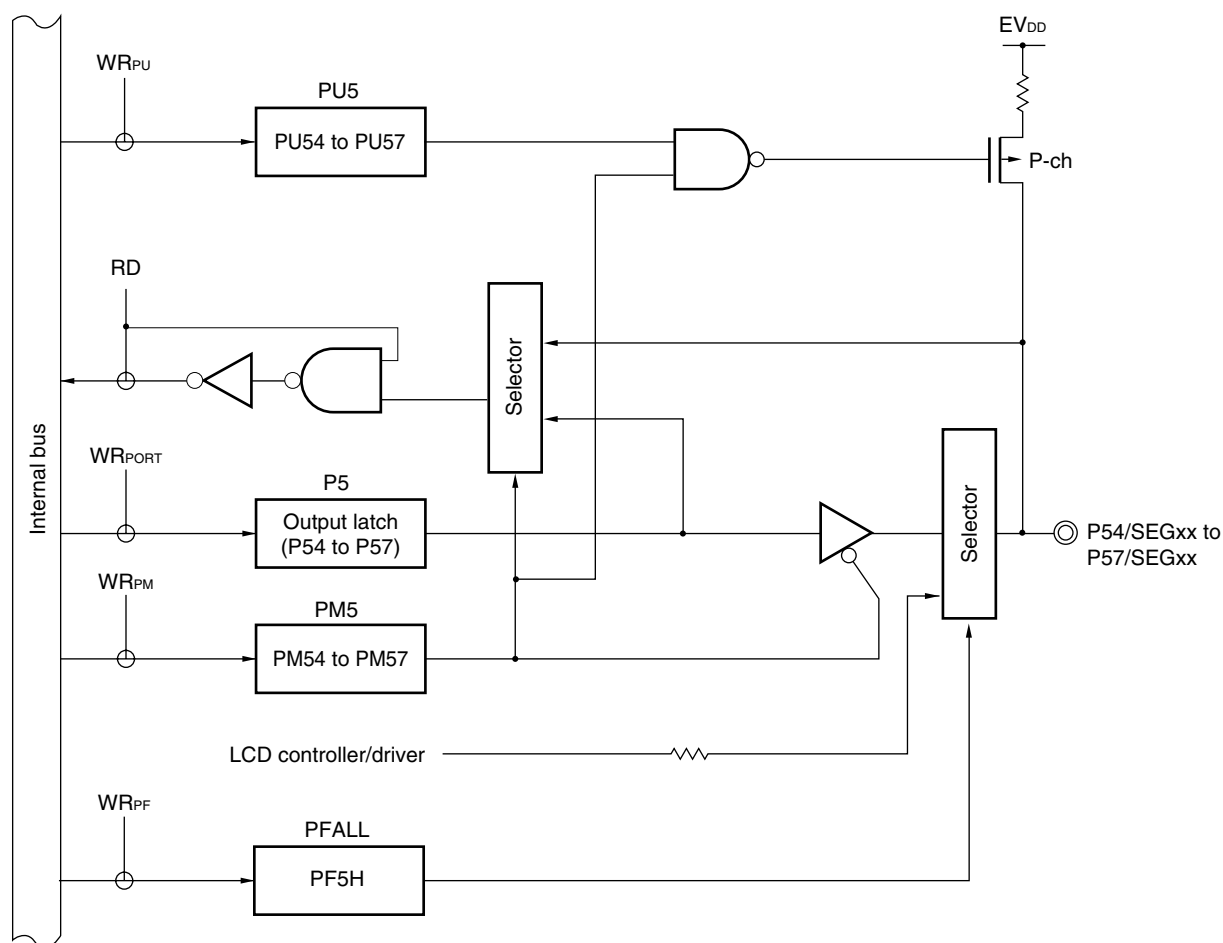 EVDD
WRPU
PU5
PU54 to PU57
P-ch
RD
Selector
Internal bus
WRPORT
P5
Output latch
(P54 to P57)
Selector
P54/SEGxx to
P57/SEGxx
WRPM
PM5
PM54 to PM57
LCD controller/driver
WRPF
PFALL
PF5H